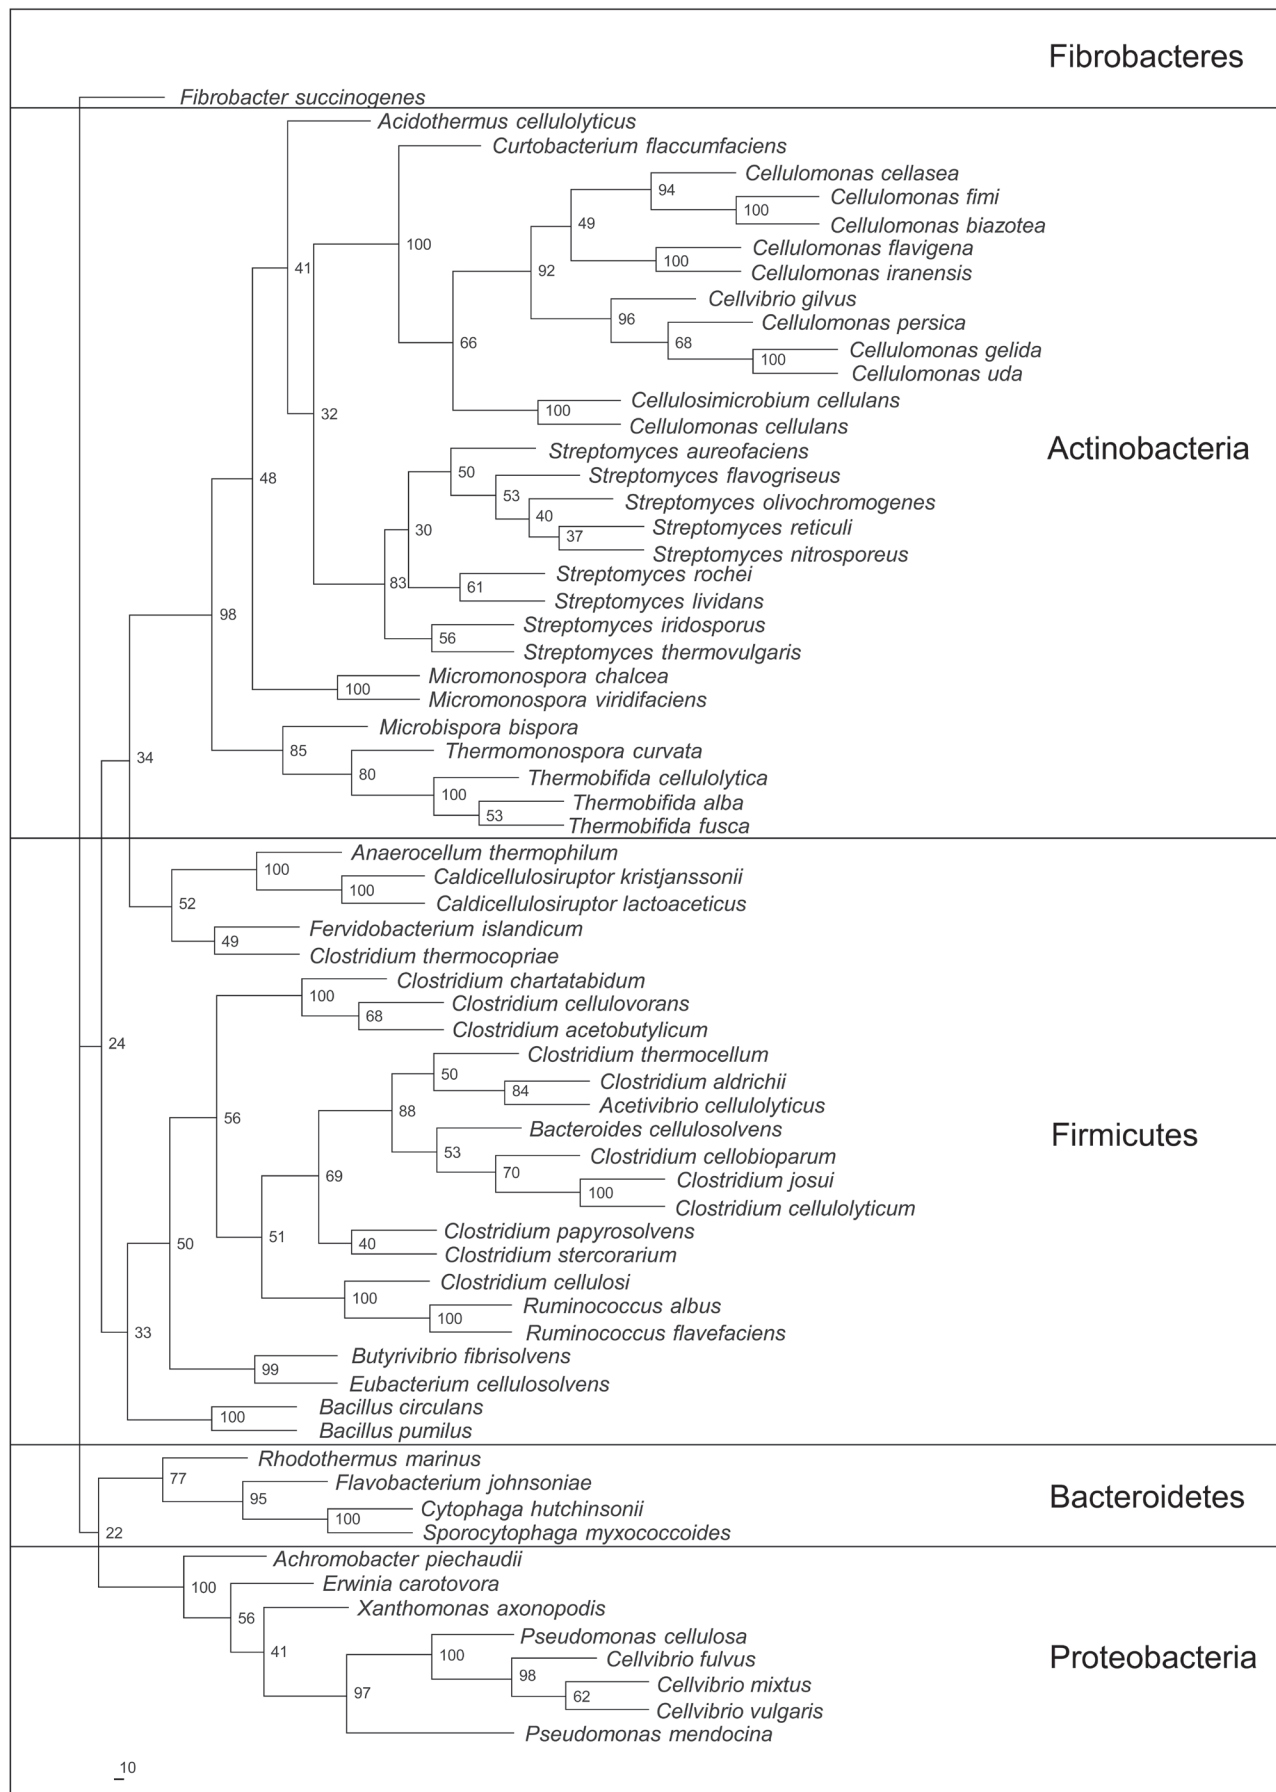 Fibrobacteres
Fibrobacter succinogenes
Acidothermus cellulolyticus
Curtobacterium flaccumfaciens
Cellulomonas cellasea
94
Cellulomonas fimi
100
Cellulomonas biazotea
49
Cellulomonas flavigena
100
Cellulomonas iranensis
100
41
92
Cellvibrio gilvus
96
Cellulomonas persica
66
68
Cellulomonas gelida
100
Cellulomonas uda
Cellulosimicrobium cellulans
100
32
Cellulomonas cellulans
Actinobacteria
Streptomyces aureofaciens
50
48
Streptomyces flavogriseus
53
Streptomyces olivochromogenes
40
30
Streptomyces reticuli
37
Streptomyces nitrosporeus
Streptomyces rochei
83
61
Streptomyces lividans
98
Streptomyces iridosporus
56
Streptomyces thermovulgaris
Micromonospora chalcea
100
Micromonospora viridifaciens
Microbispora bispora
85
Thermomonospora curvata
34
80
Thermobifida cellulolytica
100
Thermobifida alba
53
Thermobifida fusca
Anaerocellum thermophilum
100
Caldicellulosiruptor kristjanssonii
100
52
Caldicellulosiruptor lactoaceticus
Fervidobacterium islandicum
49
Clostridium thermocopriae
Clostridium chartatabidum
100
Clostridium cellulovorans
68
Clostridium acetobutylicum
24
Clostridium thermocellum
50
Clostridium aldrichii
84
Acetivibrio cellulolyticus
88
56
Bacteroides cellulosolvens
Firmicutes
53
Clostridium cellobioparum
70
69
Clostridium josui
100
Clostridium cellulolyticum
Clostridium papyrosolvens
51
50
40
Clostridium stercorarium
Clostridium cellulosi
100
Ruminococcus albus
100
33
Ruminococcus flavefaciens
Butyrivibrio fibrisolvens
99
Eubacterium cellulosolvens
Bacillus circulans
100
Bacillus pumilus
Rhodothermus marinus
77
Flavobacterium johnsoniae
95
Bacteroidetes
Cytophaga hutchinsonii
100
22
Sporocytophaga myxococcoides
Achromobacter piechaudii
100
Erwinia carotovora
Xanthomonas axonopodis
56
Pseudomonas cellulosa
41
100
Cellvibrio fulvus
Proteobacteria
98
Cellvibrio mixtus
97
62
Cellvibrio vulgaris
Pseudomonas mendocina
10